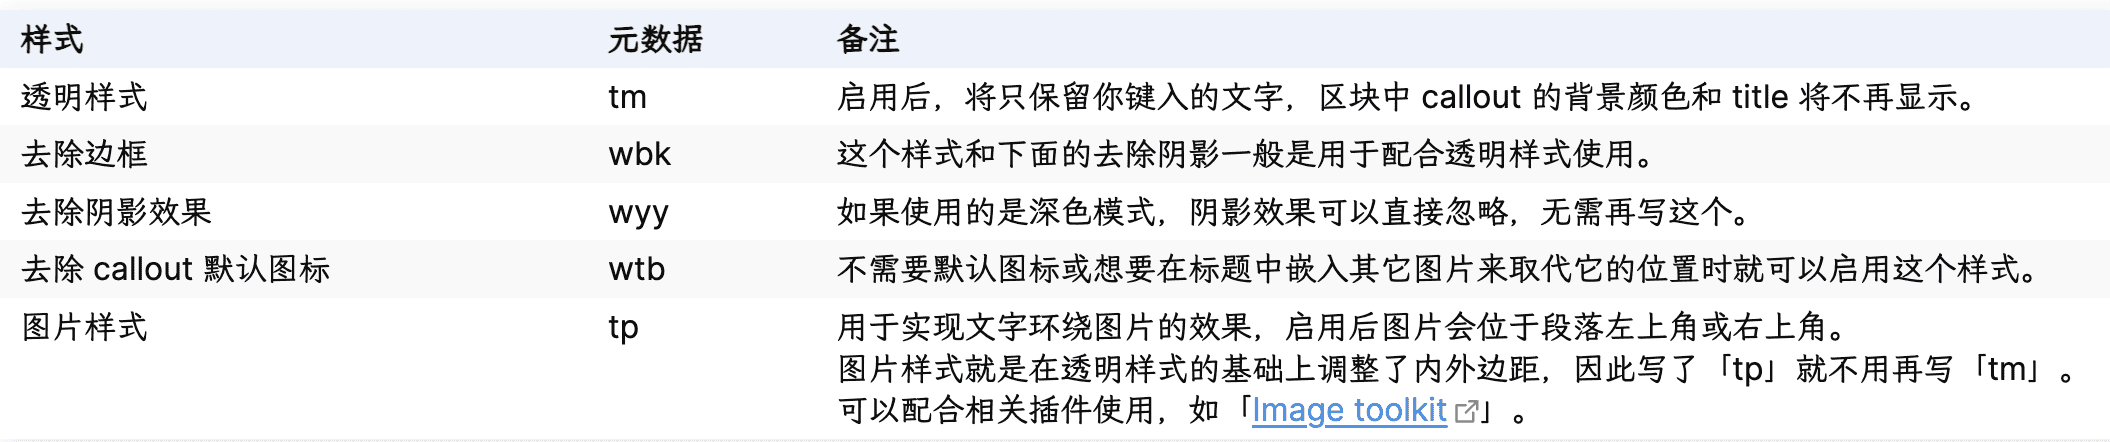 样式 元数据 备注
透明样式 tm 启用后，将只保留你键入的文字，区块中 callout 的背景颜色和 title 将不再显示。
去除边框 wbk 这个样式和下面的去除阴影一般是用于配合透明样式使用。
去除阴影效果 wyy 如果使用的是深色模式，阴影效果可以直接忽略，无需再写这个。
去除 callout 默认图标 wtb 不需要默认图标或想要在标题中嵌入其它图片来取代它的位置时就可以启用这个样式。
图片样式 tp 用于实现文字环绕图片的效果，启用后图片会位于段落左上角或右上角。
图片样式就是在透明样式的基础上调整了内外边距，因此写了「tp」就不用再写「tm」。
可以配合相关插件使用，如「Image toolkit」。